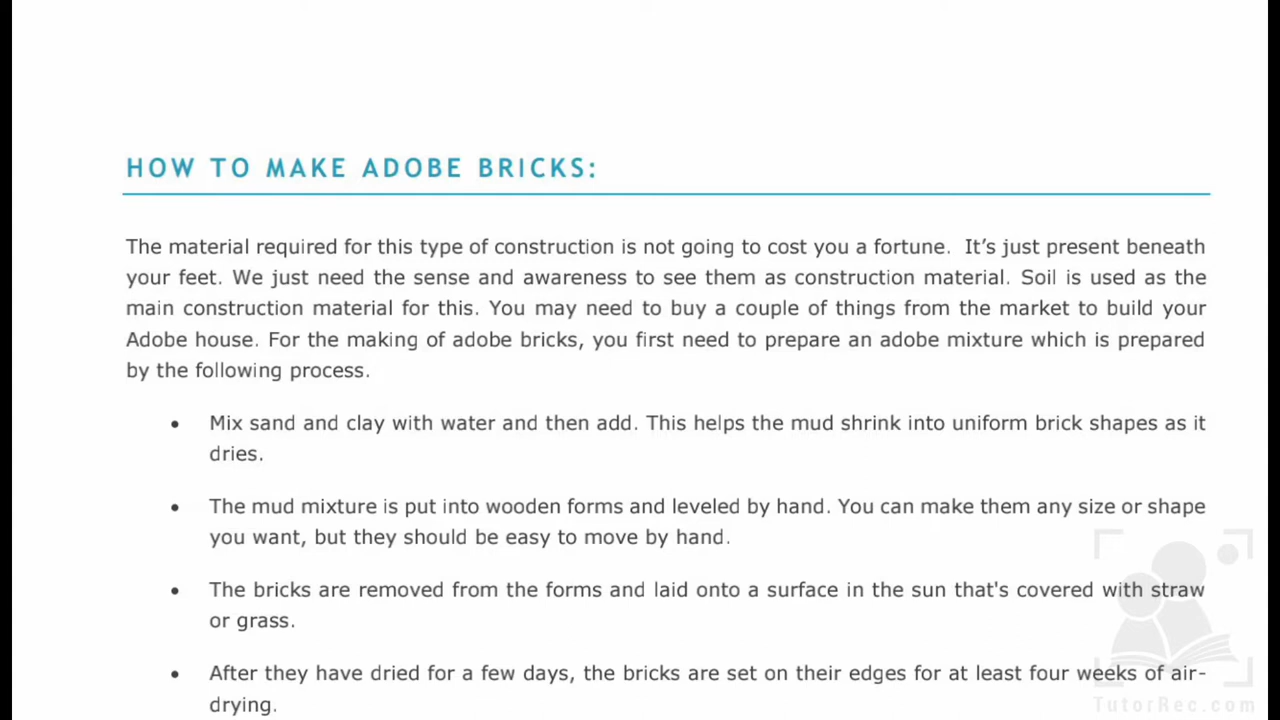 HOW TO MAKE ADOBE BRICKS:
The material required for this type of construction is not going to cost you a fortune.  It’s just present beneath
your feet. We just need the sense and awareness to see them as construction material. Soil is used as the
main construction material for this. You may need to buy a couple of things from the market to build your
Adobe house. For the making of adobe bricks, you first need to prepare an adobe mixture which is prepared
by the following process.
• Mix sand and clay with water and then add. This helps the mud shrink into uniform brick shapes as it
dries.
• The mud mixture is put into wooden forms and leveled by hand. You can make them any size or shape
you want, but they should be easy to move by hand.
• The bricks are removed from the forms and laid onto a surface in the sun that's covered with straw
or grass.
• After they have dried for a few days, the bricks are set on their edges for at least four weeks of air-
drying.
TutorRec.com